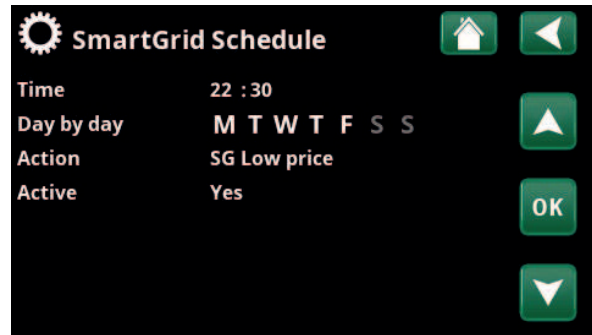 SmartGrid Schedule
Time 22 :30
Day by day M T W T F S S
Action SG Low price
Active Yes
OK